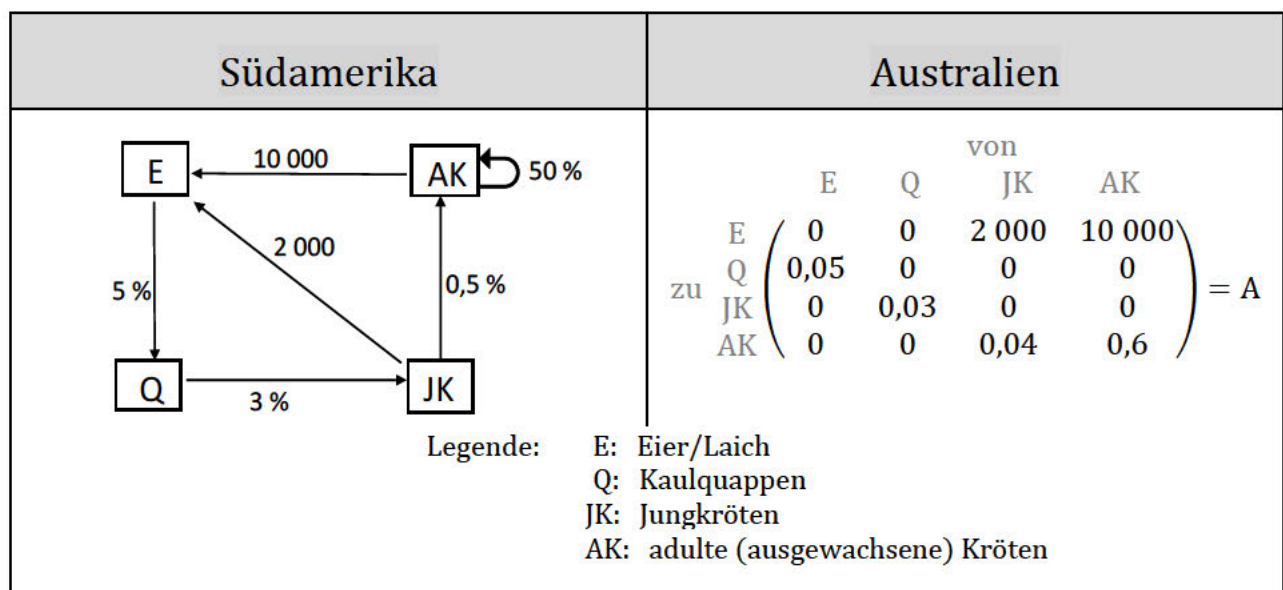 Südamerika
Australien
E
10 000
AK
50 %
2 000
5 %
0,5 %
Q
3 %
JK
von
E Q JK AK
E 0 0 2 000 10 000
zu Q 0,05 0 0 0 = A
JK 0 0,03 0 0
AK 0 0 0,04 0,6
Legende: E: Eier/Laich
Q: Kaulquappen
JK: Jungkröten
AK: adulte (ausgewachsene) Kröten